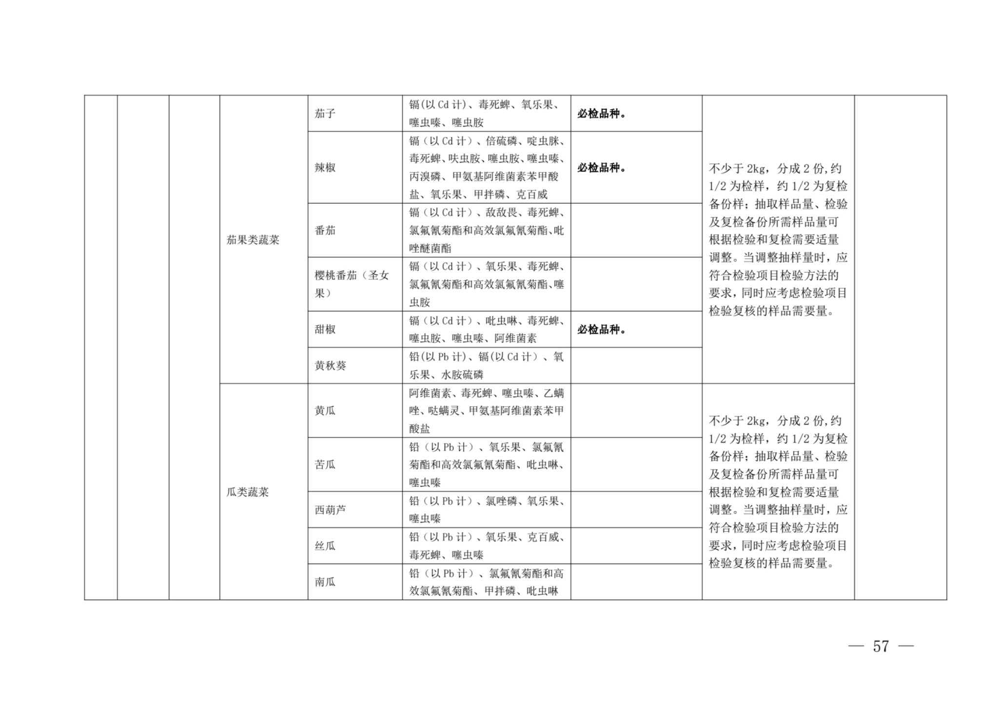 茄果类蔬菜
茄子
镉(以 Cd 计)、毒死蜱、氧乐果、
噻虫嗪、噻虫胺
必检品种。
辣椒
镉（以 Cd 计）、倍硫磷、啶虫脒、
毒死蜱、呋虫胺、噻虫胺、噻虫嗪、
丙溴磷、甲氨基阿维菌素苯甲酸
盐、氧乐果、甲拌磷、克百威
必检品种。
番茄
镉（以 Cd 计）、敌敌畏、毒死蜱、
氯氟氰菊酯和高效氯氟氰菊酯、吡
唑醚菌酯
樱桃番茄（圣女
果）
镉（以 Cd 计）、氧乐果、毒死蜱、
氯氟氰菊酯和高效氯氟氰菊酯、噻
虫胺
甜椒
镉（以 Cd 计）、吡虫啉、毒死蜱、
噻虫胺、噻虫嗪、阿维菌素
必检品种。
黄秋葵
铅(以 Pb 计)、镉(以 Cd 计）、氧
乐果、水胺硫磷
不少于 2kg，分成 2 份,约
1/2 为检样，约 1/2 为复检
备份样；抽取样品量、检验
及复检备份所需样品量可
根据检验和复检需要适量
调整。当调整抽样量时，应
符合检验项目检验方法的
要求，同时应考虑检验项目
检验复核的样品需要量。
瓜类蔬菜
黄瓜
阿维菌素、毒死蜱、噻虫嗪、乙螨
唑、哒螨灵、甲氨基阿维菌素苯甲
酸盐
苦瓜
铅（以 Pb 计）、氧乐果、氯氟氰
菊酯和高效氯氟氰菊酯、吡虫啉、
噻虫嗪
西葫芦
铅（以 Pb 计）、氯唑磷、氧乐果、
噻虫嗪
丝瓜
铅（以 Pb 计）、氧乐果、克百威、
毒死蜱、噻虫嗪
南瓜
铅（以 Pb 计）、氯氟氰菊酯和高
效氯氟氰菊酯、甲拌磷、吡虫啉
不少于 2kg，分成 2 份,约
1/2 为检样，约 1/2 为复检
备份样；抽取样品量、检验
及复检备份所需样品量可
根据检验和复检需要适量
调整。当调整抽样量时，应
符合检验项目检验方法的
要求，同时应考虑检验项目
检验复核的样品需要量。
— 57 —